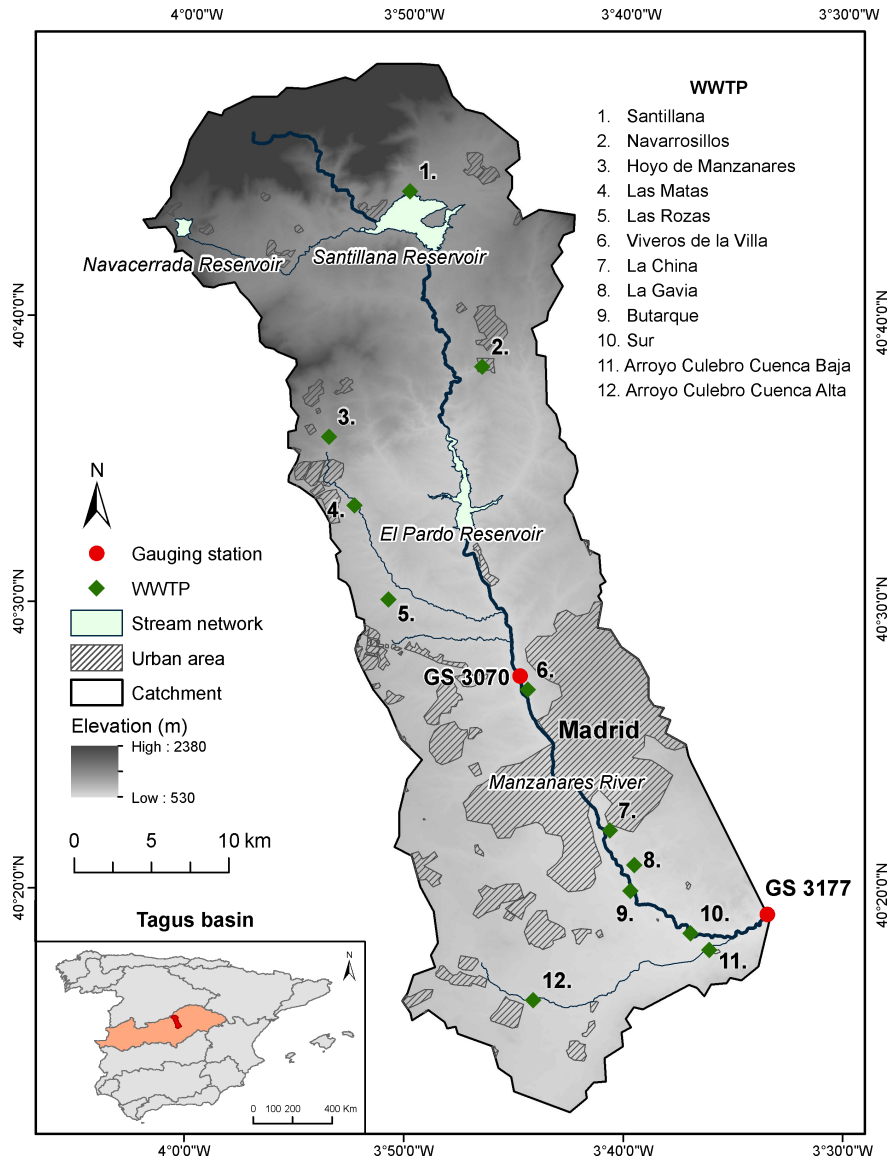 4°0'0"W
3°50'0"W
3°40'0"W
3°30'0"W
WWTP
1. Santillana
2. Navarrosillos
3. Hoyo de Manzanares
4. Las Matas
5. Las Rozas
6. Viveros de la Villa
7. La China
8. La Gavia
9. Butarque
10. Sur
11. Arroyo Culebro Cuenca Baja
12. Arroyo Culebro Cuenca Alta
1.
Navacerrada Reservoir
Santillana Reservoir
40°40'0"N
40°40'0"N
2.
3.
4.
El Pardo Reservoir
N
Gauging station
WWTP
Stream network
Urban area
Catchment
Elevation (m)
High : 2380
Low : 530
0 5 10 km
40°30'0"N
40°30'0"N
5.
GS 3070
6.
Madrid
Manzanares River
7.
8.
9.
10.
GS 3177
11.
12.
40°20'0"N
40°20'0"N
Tagus basin
N
0 100 200 400 Km
4°0'0"W
3°50'0"W
3°40'0"W
3°30'0"W